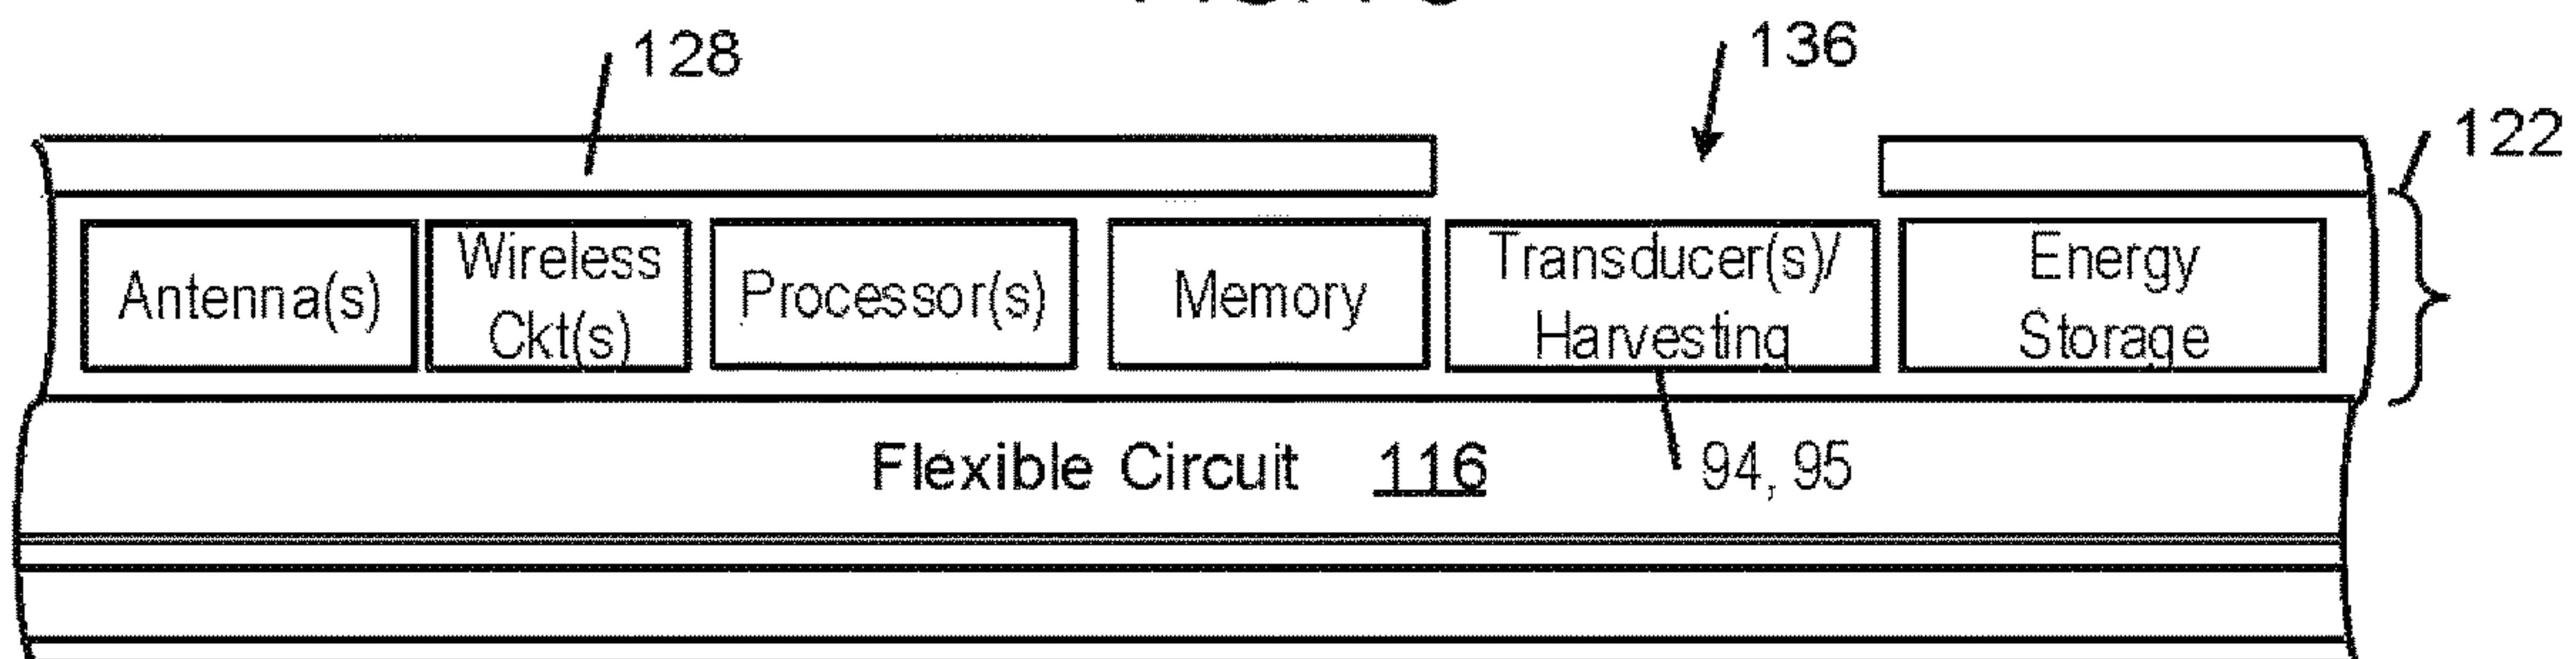 128
136
122
Antenna(s)
Wireless
Ckt(s)
Processor(s)
Memory
Transducer(s)/
Harvesting
Energy
Storage
Flexible Circuit 116
94, 95